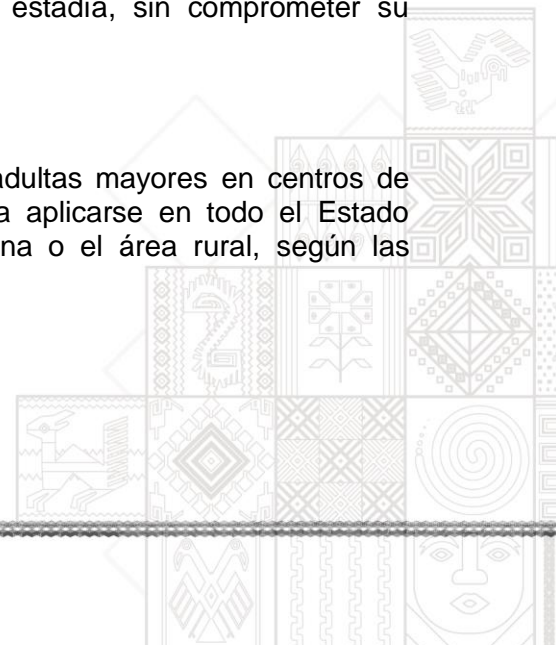 estadía, sin comprometer su
adultas mayores en centros de
a aplicarse en todo el Estado
na o el área rural, según las